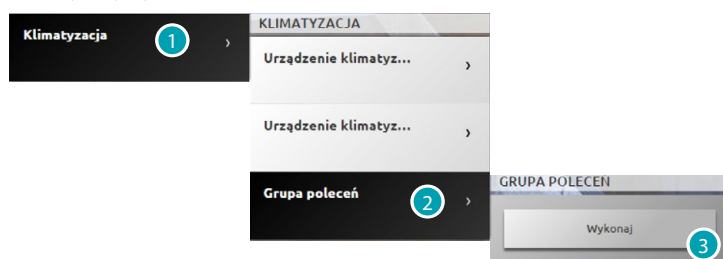 Klimatyzacja
1
KLIMATYZACJA
Urządzenie klimatyz...
Urządzenie klimatyz...
Grupa poleceń
2
GRUPA POLECEŃ
Wykonaj
3